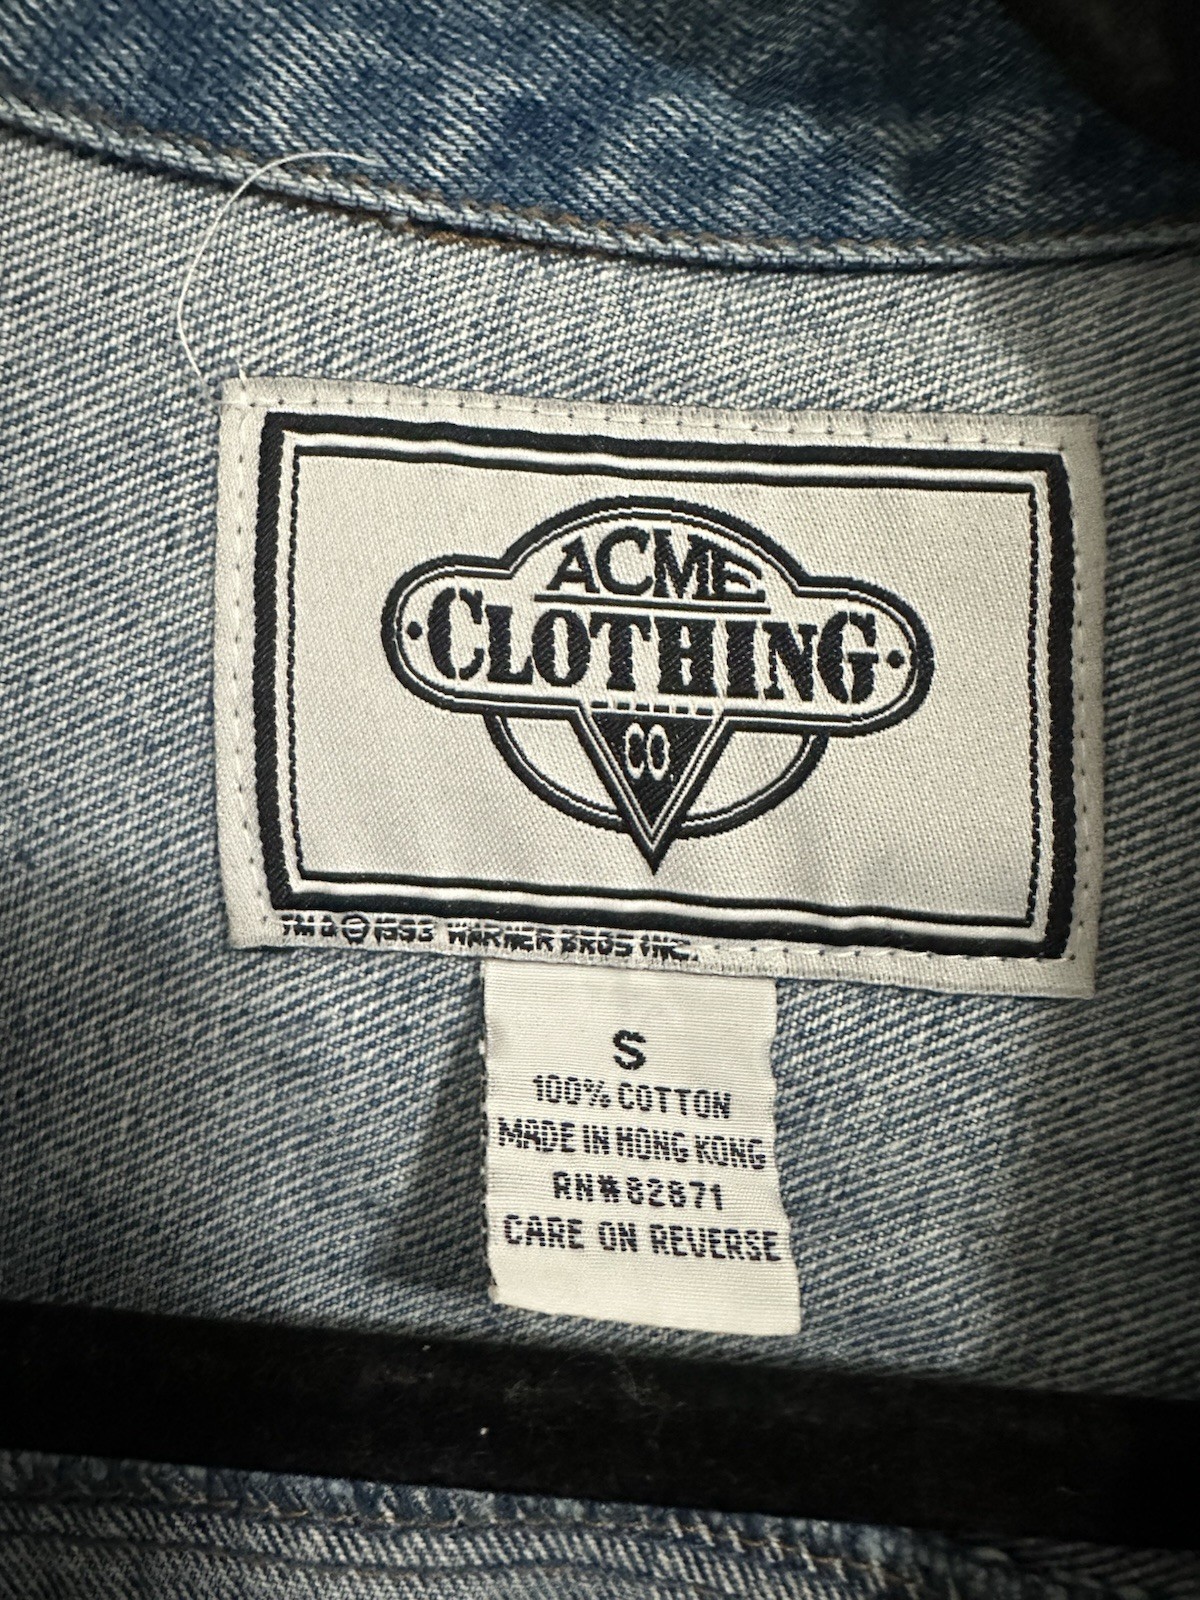 ACME
CLOTHING
CO.
TM & © 1993 WARNER BROS INC.
S
100% COTTON
MADE IN HONG KONG
RN#82871
CARE ON REVERSE